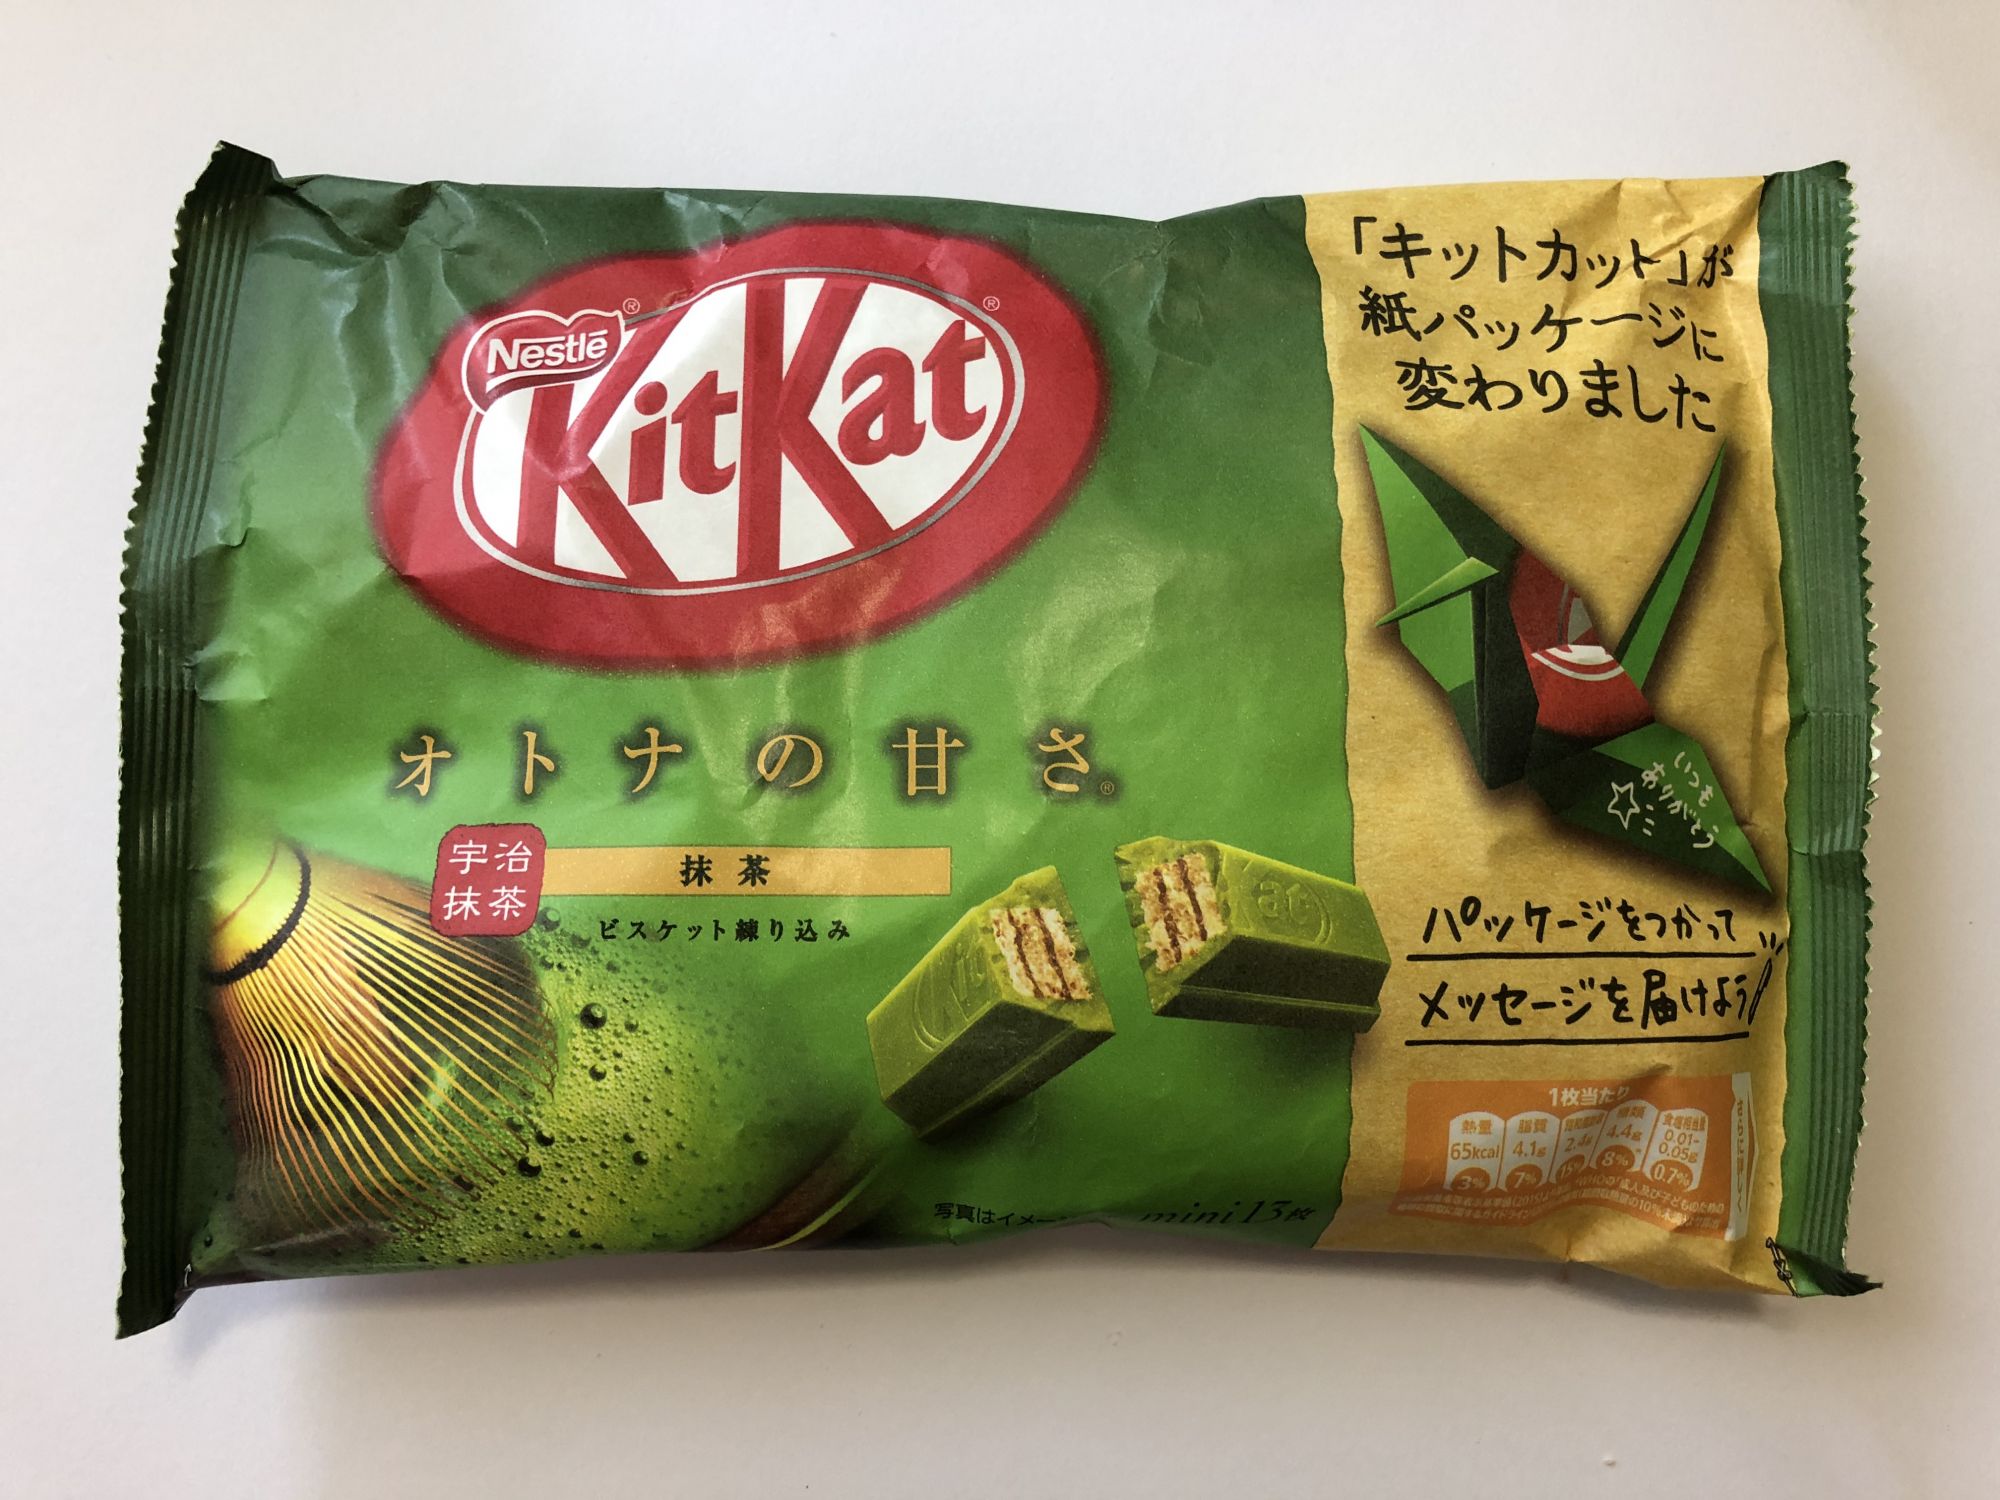 Nestlé®
KitKat®
オトナの甘さ®
宇治
抹茶
抹茶
ビスケット練り込み
写真はイメー
mini 13枚
「キットカット」が
紙パッケージに
変わりました
いつも
ありがとう
パッケージをつかって
メッセージを届けよう
1枚当たり
熱量
65kcal
3%
脂質
4.1g
7%
2.4g
15%
糖類
4.4g
8%
食塩相当量
0.01-
0.05g
0.7%
さらに詳しく